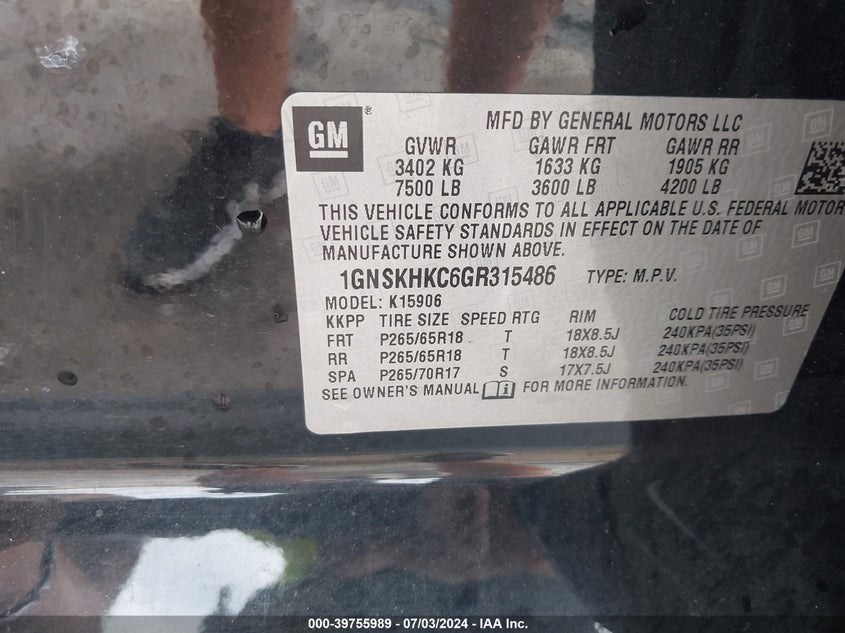 GM ®
MFD BY GENERAL MOTORS LLC
GVWR GAWR FRT GAWR RR
3402 KG 1633 KG 1905 KG
7500 LB 3600 LB 4200 LB
THIS VEHICLE CONFORMS TO ALL APPLICABLE U.S. FEDERAL MOTOR
VEHICLE SAFETY STANDARDS IN EFFECT ON THE DATE OF
MANUFACTURE SHOWN ABOVE.
1GNSKHKC6GR315486 TYPE: M.P.V.
MODEL: K15906
KKPP TIRE SIZE SPEED RTG RIM COLD TIRE PRESSURE
FRT P265/65R18 T 18X8.5J 240KPA(35PSI)
RR P265/65R18 T 18X8.5J 240KPA(35PSI)
SPA P265/70R17 S 17X7.5J 240KPA(35PSI)
SEE OWNER'S MANUAL i FOR MORE INFORMATION.
000-39755989 - 07/03/2024 - IAA Inc.